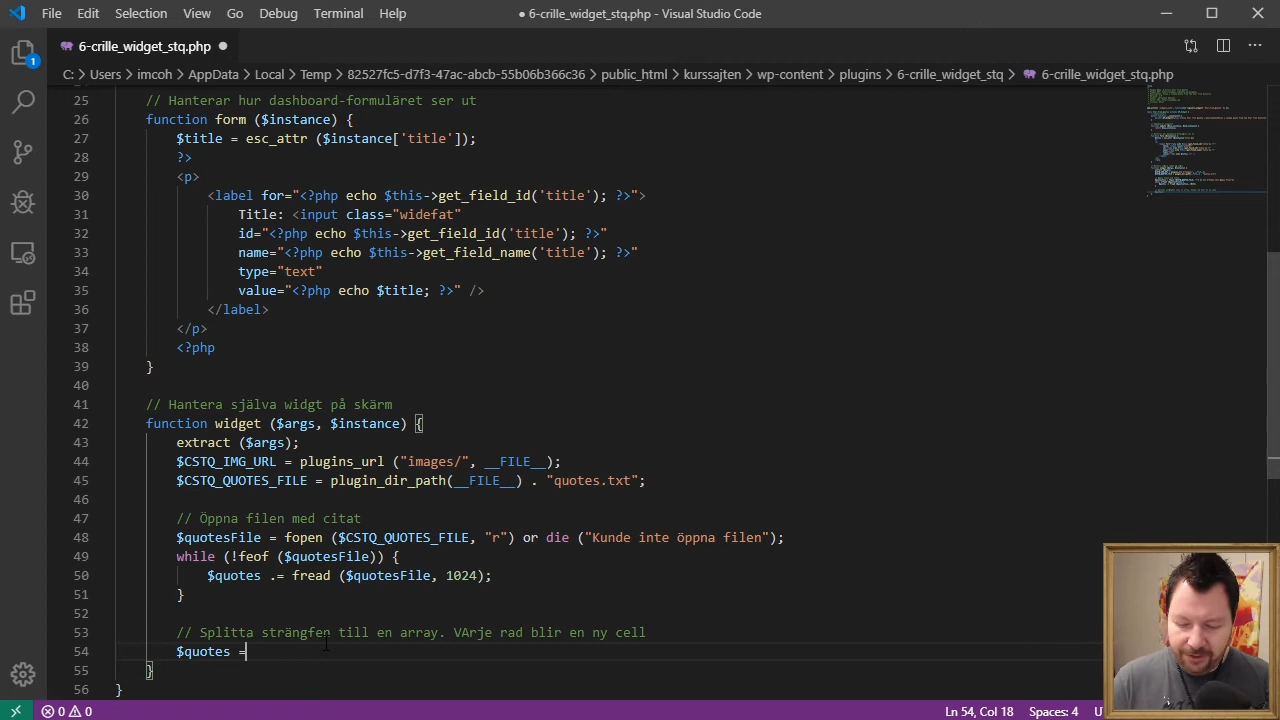 File Edit Selection View Go Debug Terminal Help
● 6-crille_widget_stq.php - Visual Studio Code
6-crille_widget_stq.php ●
C: > Users > imcoh > AppData > Local > Temp > 82527fc5-d7f3-47ac-abcb-55b06b366c36 > public_html > kurssajten > wp-content > plugins > 6-crille_widget_stq > 6-crille_widget_stq.php
1
25 // Hanterar hur dashboard-formuläret ser ut
26 function form ($instance) {
27 $title = esc_attr ($instance['title']);
28 ?>
29 <p>
30 <label for="<?php echo $this->get_field_id('title'); ?>">
31 Title: <input class="widefat"
32 id="<?php echo $this->get_field_id('title'); ?>"
33 name="<?php echo $this->get_field_name('title'); ?>"
34 type="text"
35 value="<?php echo $title; ?>" />
36 </label>
37 </p>
38 <?php
39 }
40
41 // Hantera själva widgt på skärm
42 function widget ($args, $instance) {
43 extract ($args);
44 $CSTQ_IMG_URL = plugins_url ("images/", __FILE__);
45 $CSTQ_QUOTES_FILE = plugin_dir_path(__FILE__) . "quotes.txt";
46
47 // Öppna filen med citat
48 $quotesFile = fopen ($CSTQ_QUOTES_FILE, "r") or die ("Kunde inte öppna filen");
49 while (!feof ($quotesFile)) {
50 $quotes .= fread ($quotesFile, 1024);
51 }
52
53 // Splitta strängfen till en array. VArje rad blir en ny cell
54 $quotes =
55 }
56 }
0 0 Ln 54, Col 18 Spaces: 4